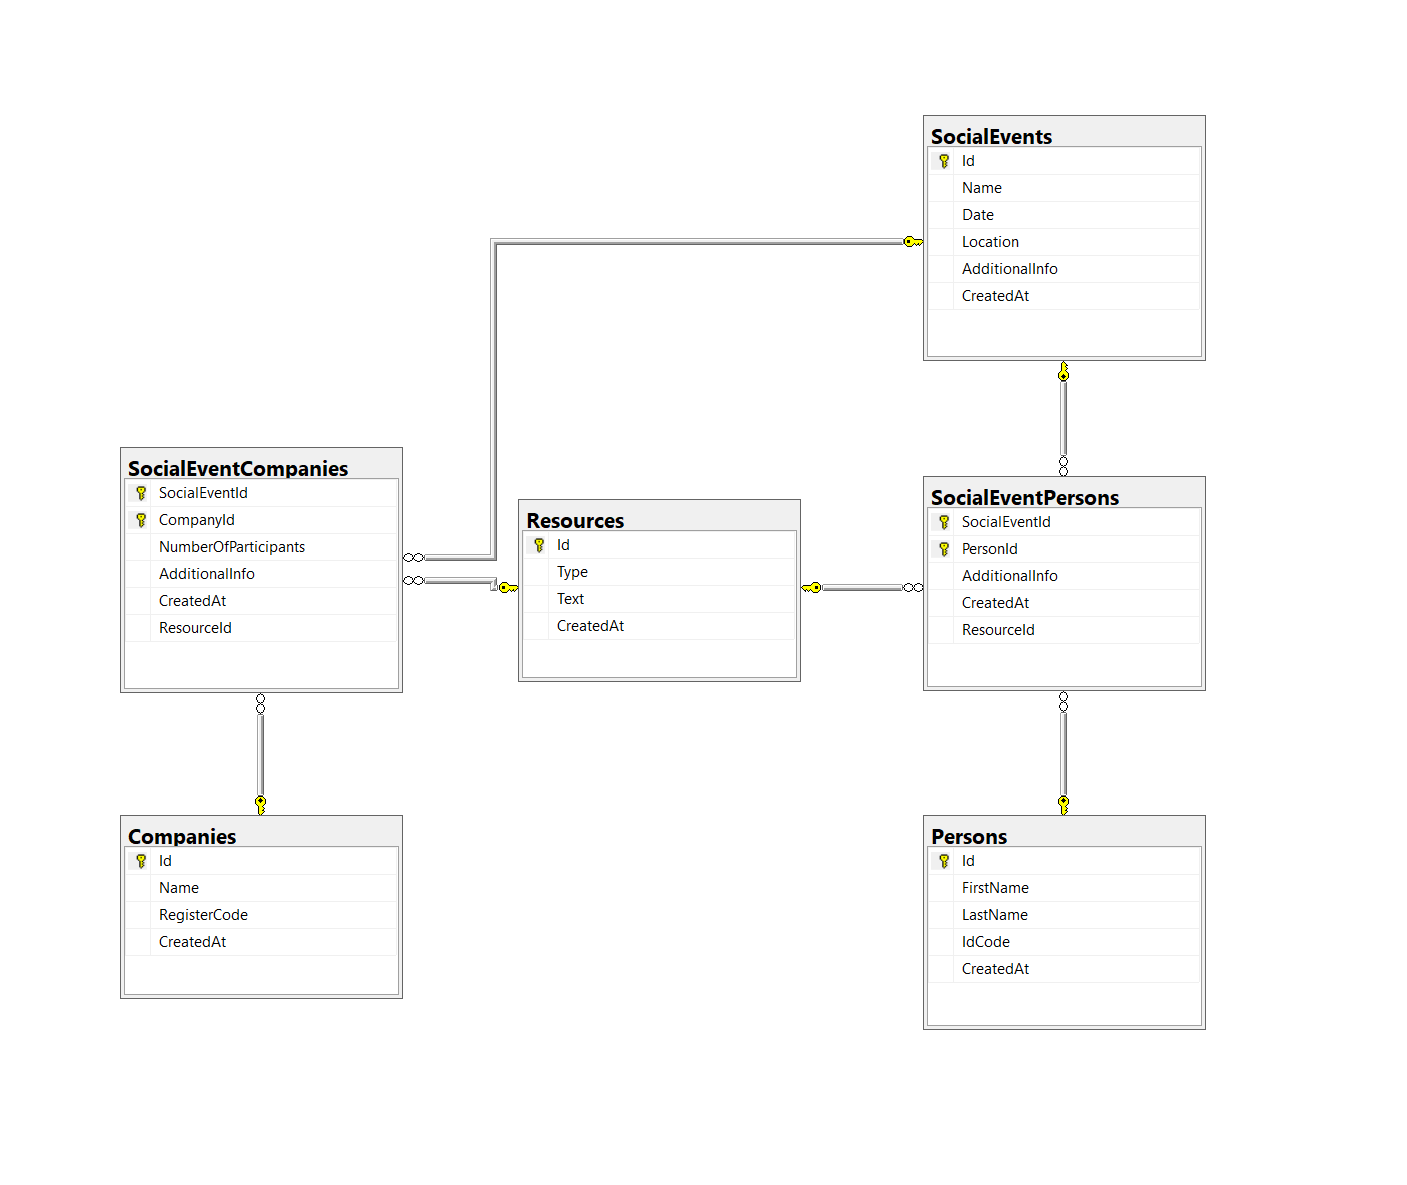 SocialEvents
Id
Name
Date
Location
AdditionalInfo
CreatedAt
SocialEventCompanies
SocialEventId
CompanyId
NumberOfParticipants
AdditionalInfo
CreatedAt
ResourceId
Resources
Id
Type
Text
CreatedAt
SocialEventPersons
SocialEventId
PersonId
AdditionalInfo
CreatedAt
ResourceId
Companies
Id
Name
RegisterCode
CreatedAt
Persons
Id
FirstName
LastName
IdCode
CreatedAt